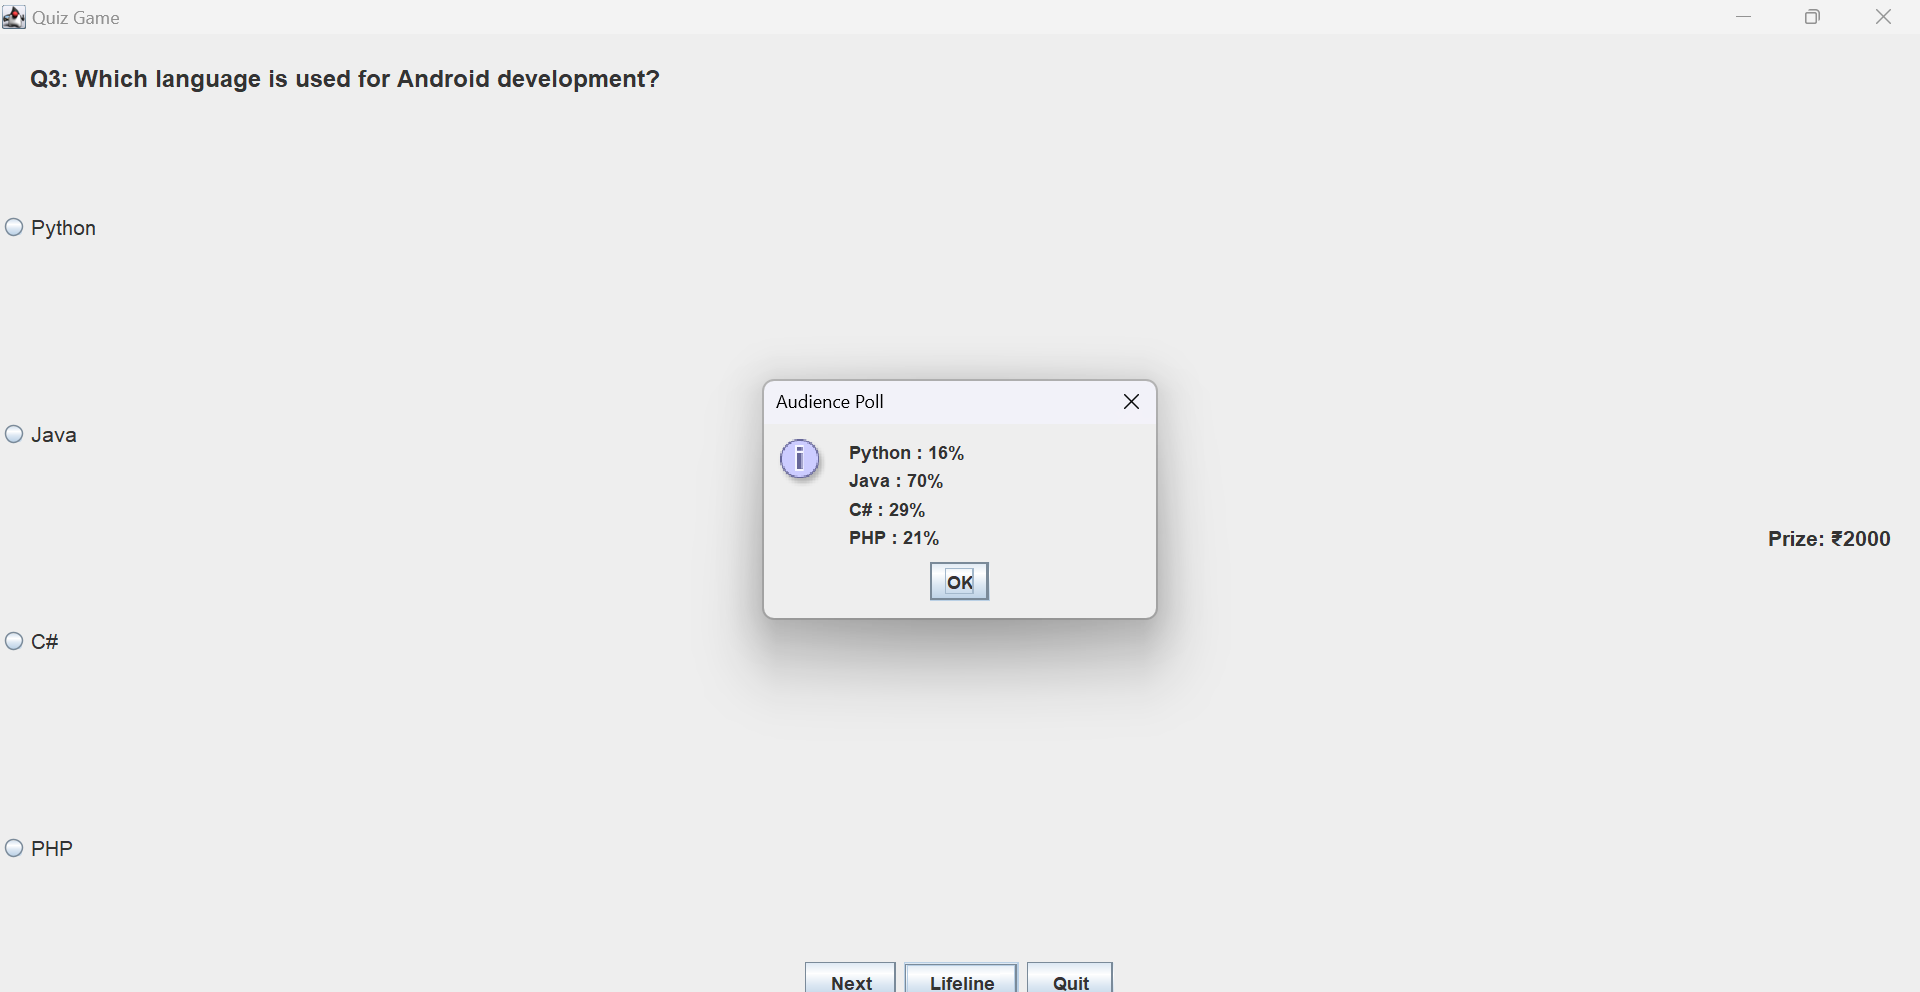 Quiz Game
Q3: Which language is used for Android development?
Python
Java
C#
PHP
Audience Poll
i
Python : 16%
Java : 70%
C# : 29%
PHP : 21%
OK
Prize: ₹2000
Next
Lifeline
Quit